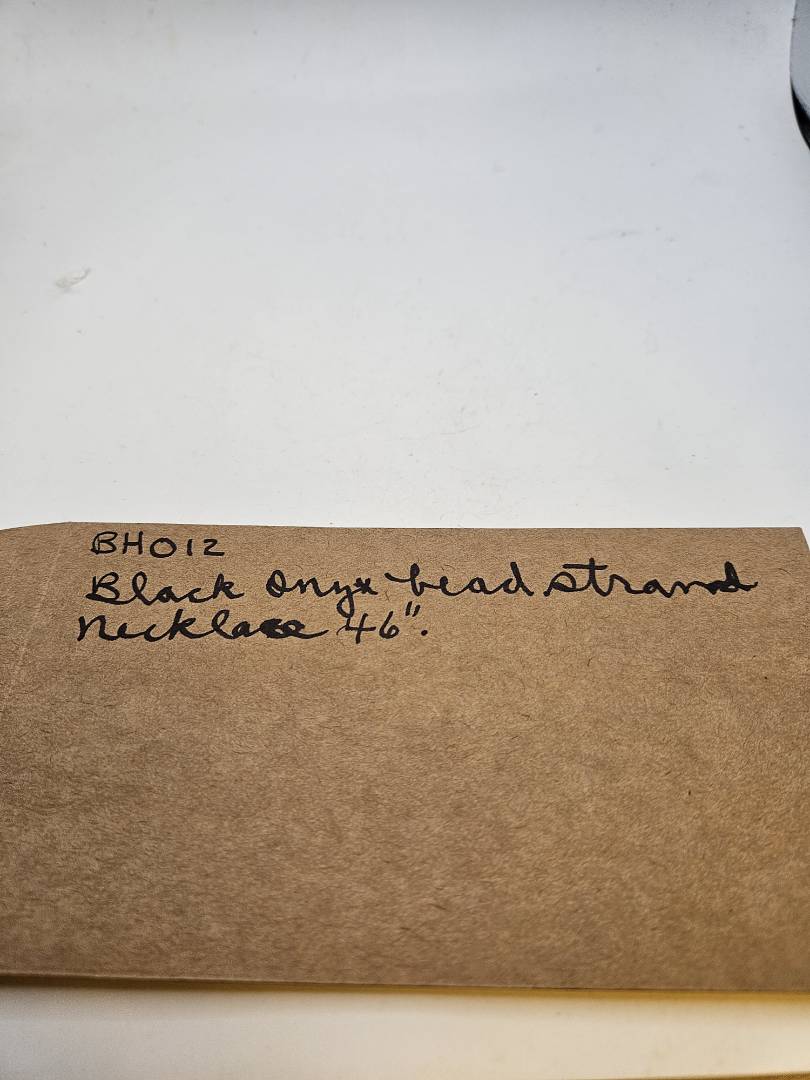 BH012
Black Onyx bead strand
Necklace 46".